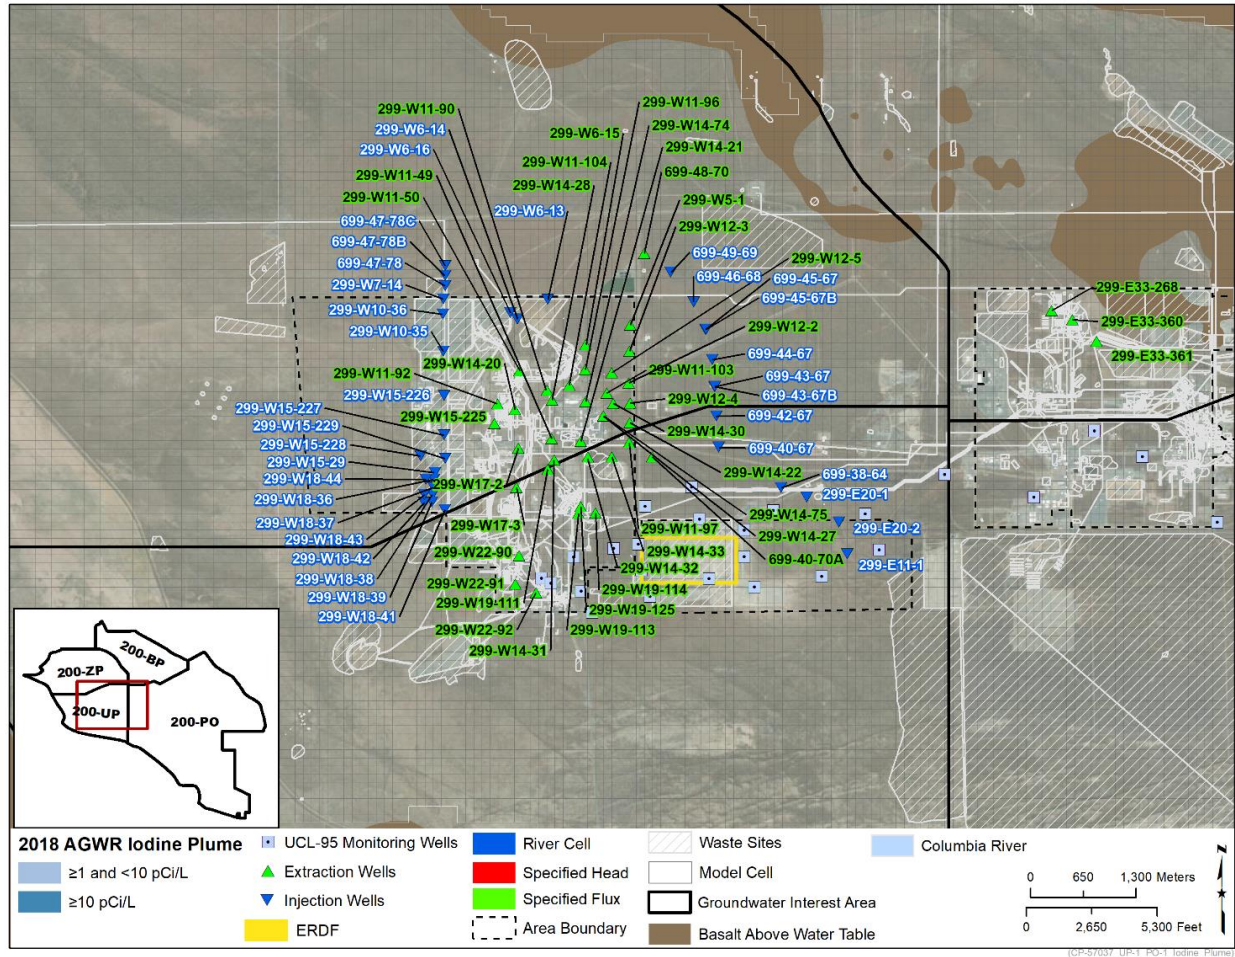 299-W11-90
299-W6-14
299-W6-16
299-W11-49
299-W11-50
699-47-78C
699-47-78B
699-47-78
299-W7-14
299-W10-36
299-W10-35
299-W14-20
299-W11-92
299-W15-226
299-W15-225
299-W15-227
299-W15-229
299-W15-228
299-W15-29
299-W18-44
299-W18-36
299-W18-37
299-W18-43
299-W18-42
299-W18-38
299-W18-39
299-W18-41
299-W17-2
299-W17-3
299-W22-90
299-W22-91
299-W19-111
299-W22-92
299-W14-31
299-W11-96
299-W14-74
299-W6-15
299-W14-21
299-W11-104
699-48-70
299-W14-28
299-W5-1
299-W6-13
299-W12-3
699-49-69
299-W12-5
699-46-68
699-45-67
699-45-67B
299-W12-2
699-44-67
299-W11-103
699-43-67
699-43-67B
299-W12-4
699-42-67
299-W14-30
699-40-67
299-W14-22
699-38-64
299-E20-1
299-W14-75
299-E20-2
299-W11-97
299-W14-27
299-W14-33
699-40-70A
299-E11-1
299-W14-32
299-W19-114
299-W19-125
299-W19-113
299-E33-268
299-E33-360
299-E33-361
200-ZP
200-BP
200-UP
200-PO
2018 AGWR Iodine Plume
≥1 and <10 pCi/L
≥10 pCi/L
UCL-95 Monitoring Wells
Extraction Wells
Injection Wells
ERDF
River Cell
Specified Head
Specified Flux
Area Boundary
Waste Sites
Model Cell
Groundwater Interest Area
Basalt Above Water Table
Columbia River
N
0 650 1,300 Meters
0 2,650 5,300 Feet
(CP-57037_UP-1_PO-1_Iodine_Plume)